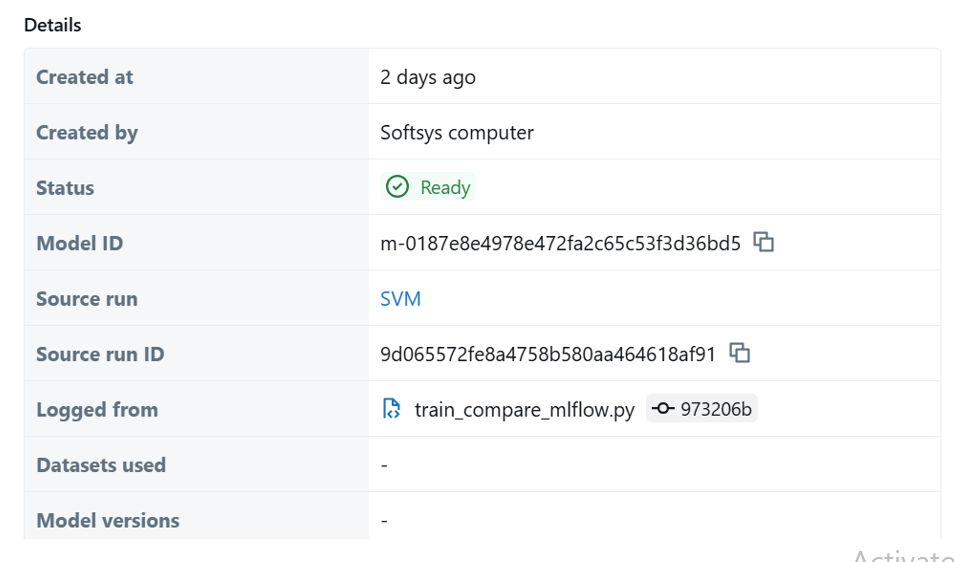 Details
Created at 2 days ago
Created by Softsys computer
Status Ready
Model ID m-0187e8e4978e472fa2c65c53f3d36bd5
Source run SVM
Source run ID 9d065572fe8a4758b580aa464618af91
Logged from train_compare_mlflow.py 973206b
Datasets used -
Model versions -
Activate